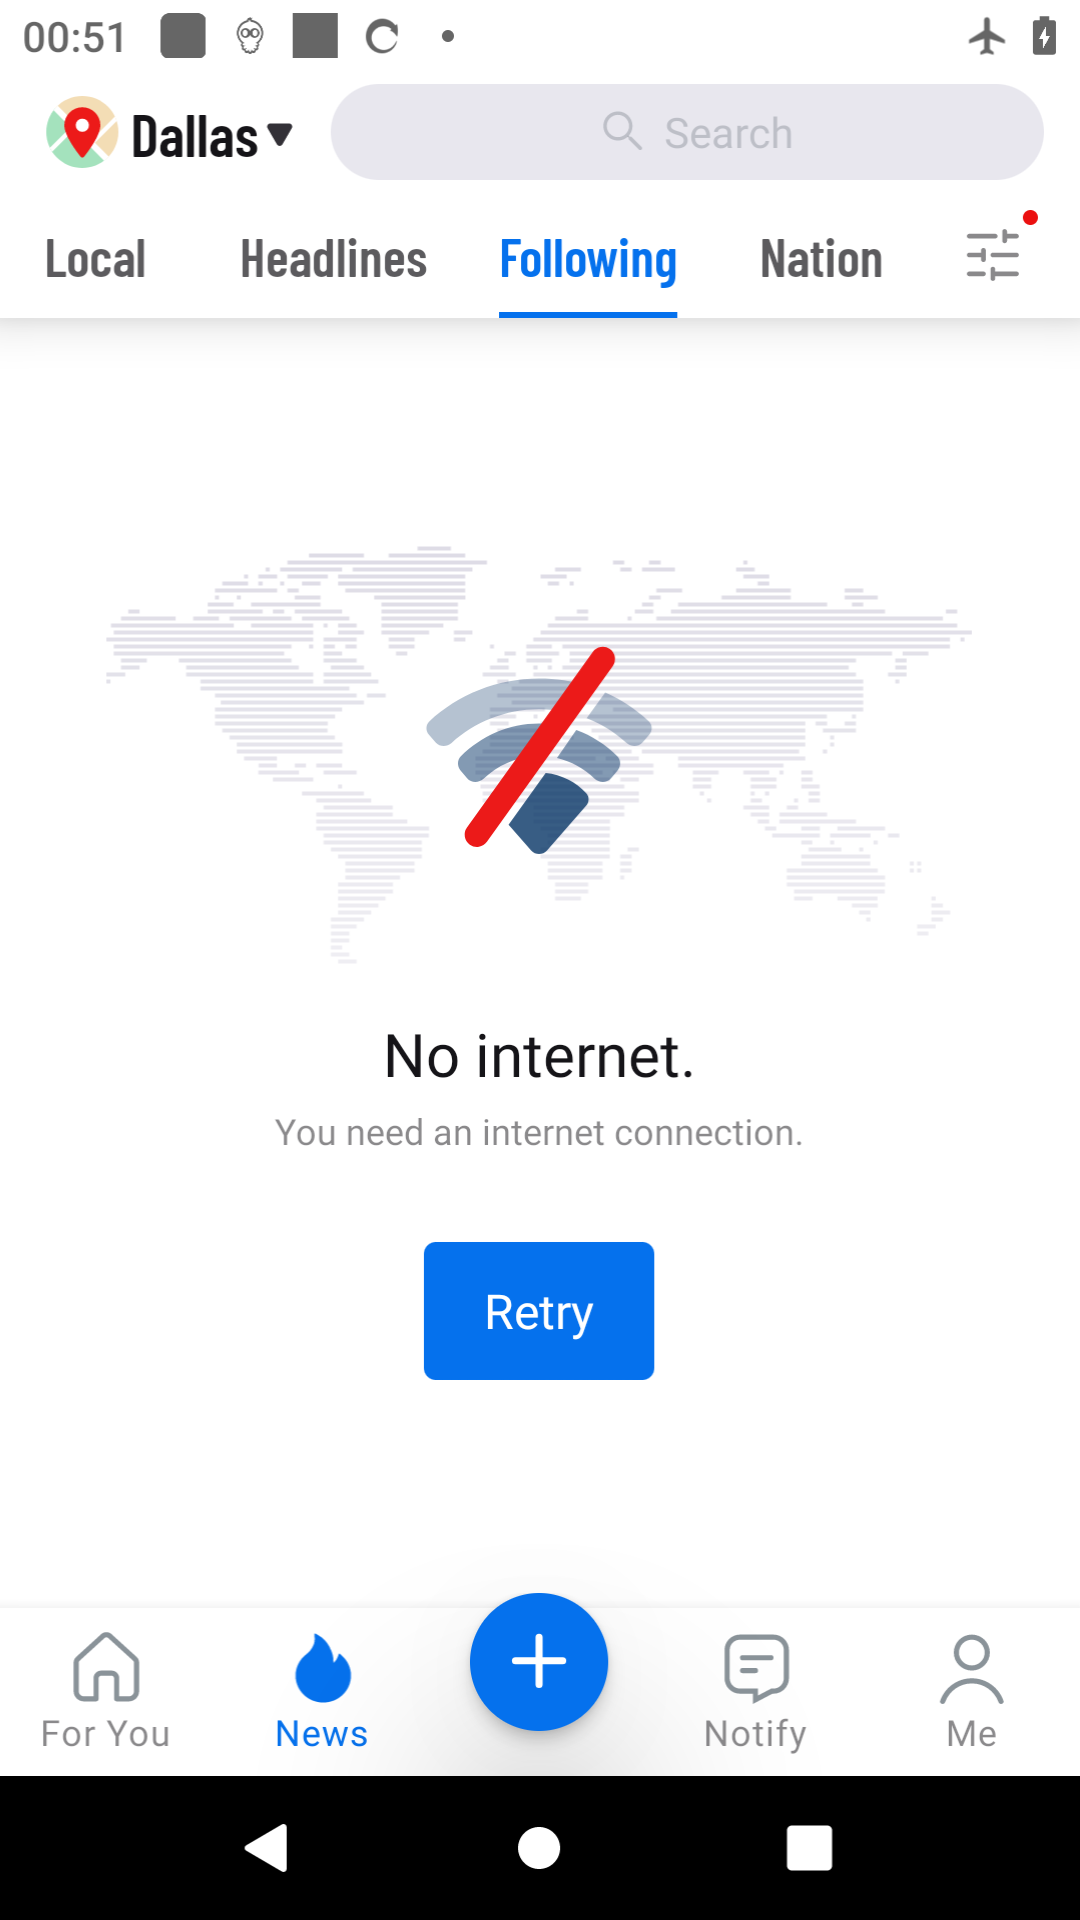 00:51
Dallas
Search
Local Headlines Following Nation
No internet.
You need an internet connection.
Retry
For You News Notify Me